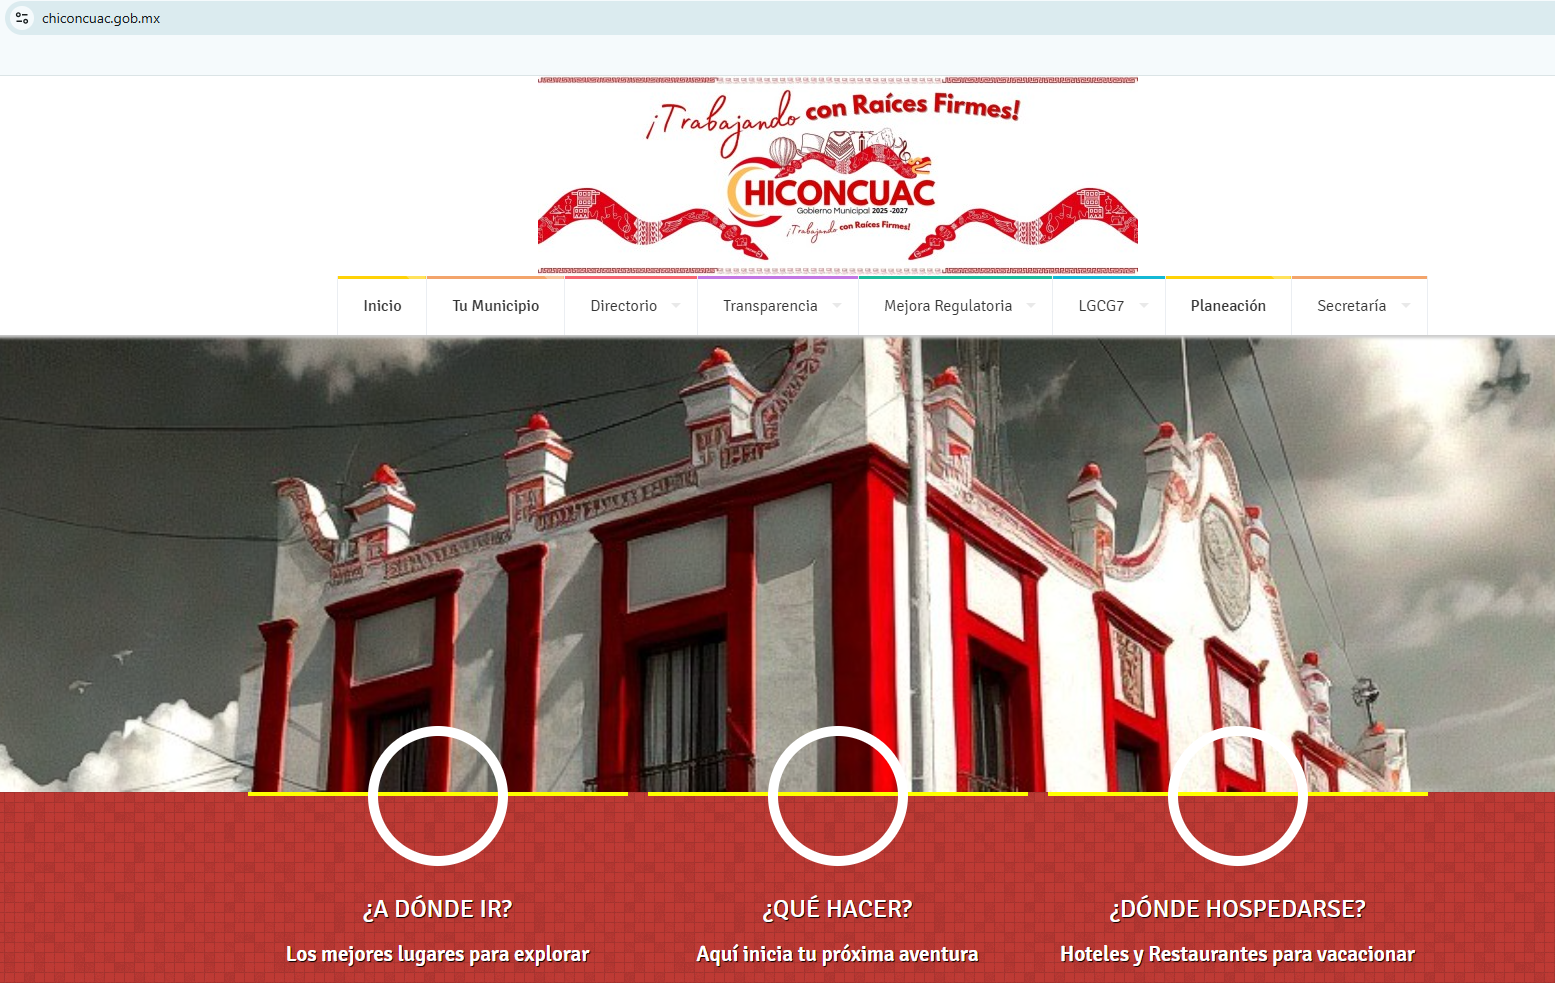 chiconcuac.gob.mx
¡Trabajando con Raíces Firmes!
CHICONCUAC
Gobierno Municipal 2025 -2027
¡Trabajando con Raíces Firmes!
Inicio Tu Municipio Directorio Transparencia Mejora Regulatoria LGCG7 Planeación Secretaría
¿A DÓNDE IR? ¿QUÉ HACER? ¿DÓNDE HOSPEDARSE?
Los mejores lugares para explorar Aquí inicia tu próxima aventura Hoteles y Restaurantes para vacacionar